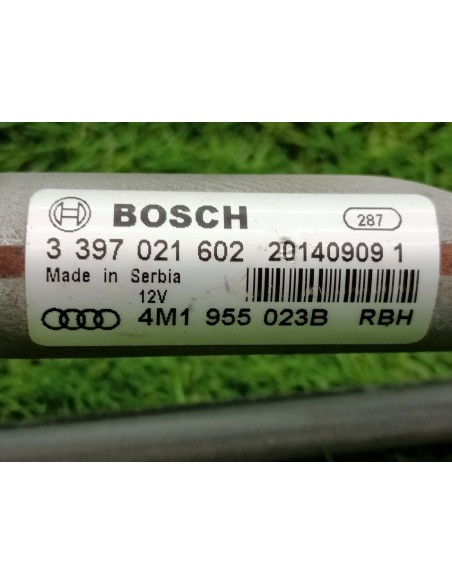 BOSCH 287
3 397 021 602 20140909 1
Made in Serbia
12V
4M1 955 023B RBH